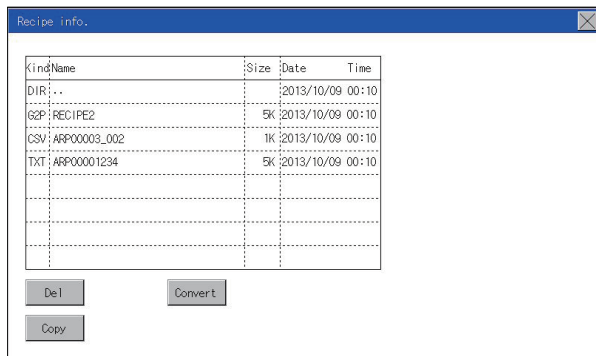 Recipe info.
Kind Name Size Date Time
DIR .. 2013/10/09 00:10
G2P RECIPE2 5K 2013/10/09 00:10
CSV ARP00003_002 1K 2013/10/09 00:10
TXT ARP00001234 5K 2013/10/09 00:10
Del Convert
Copy